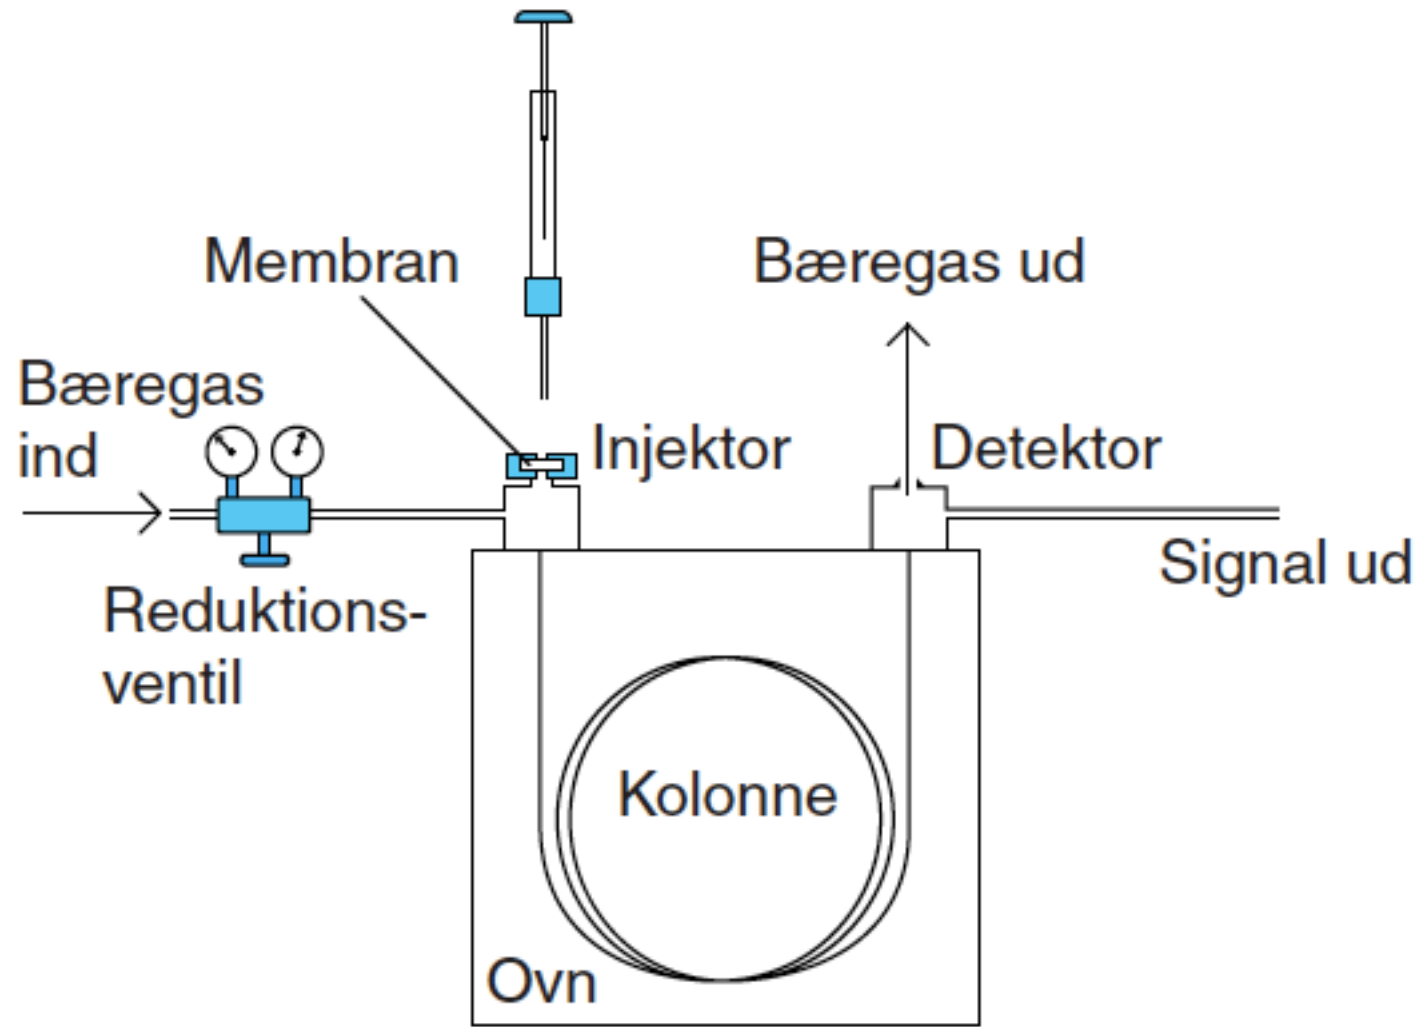 Membran
Bæregas ud
Bæregas
ind
Injektor
Detektor
Signal ud
Reduktions-
ventil
Kolonne
Ovn